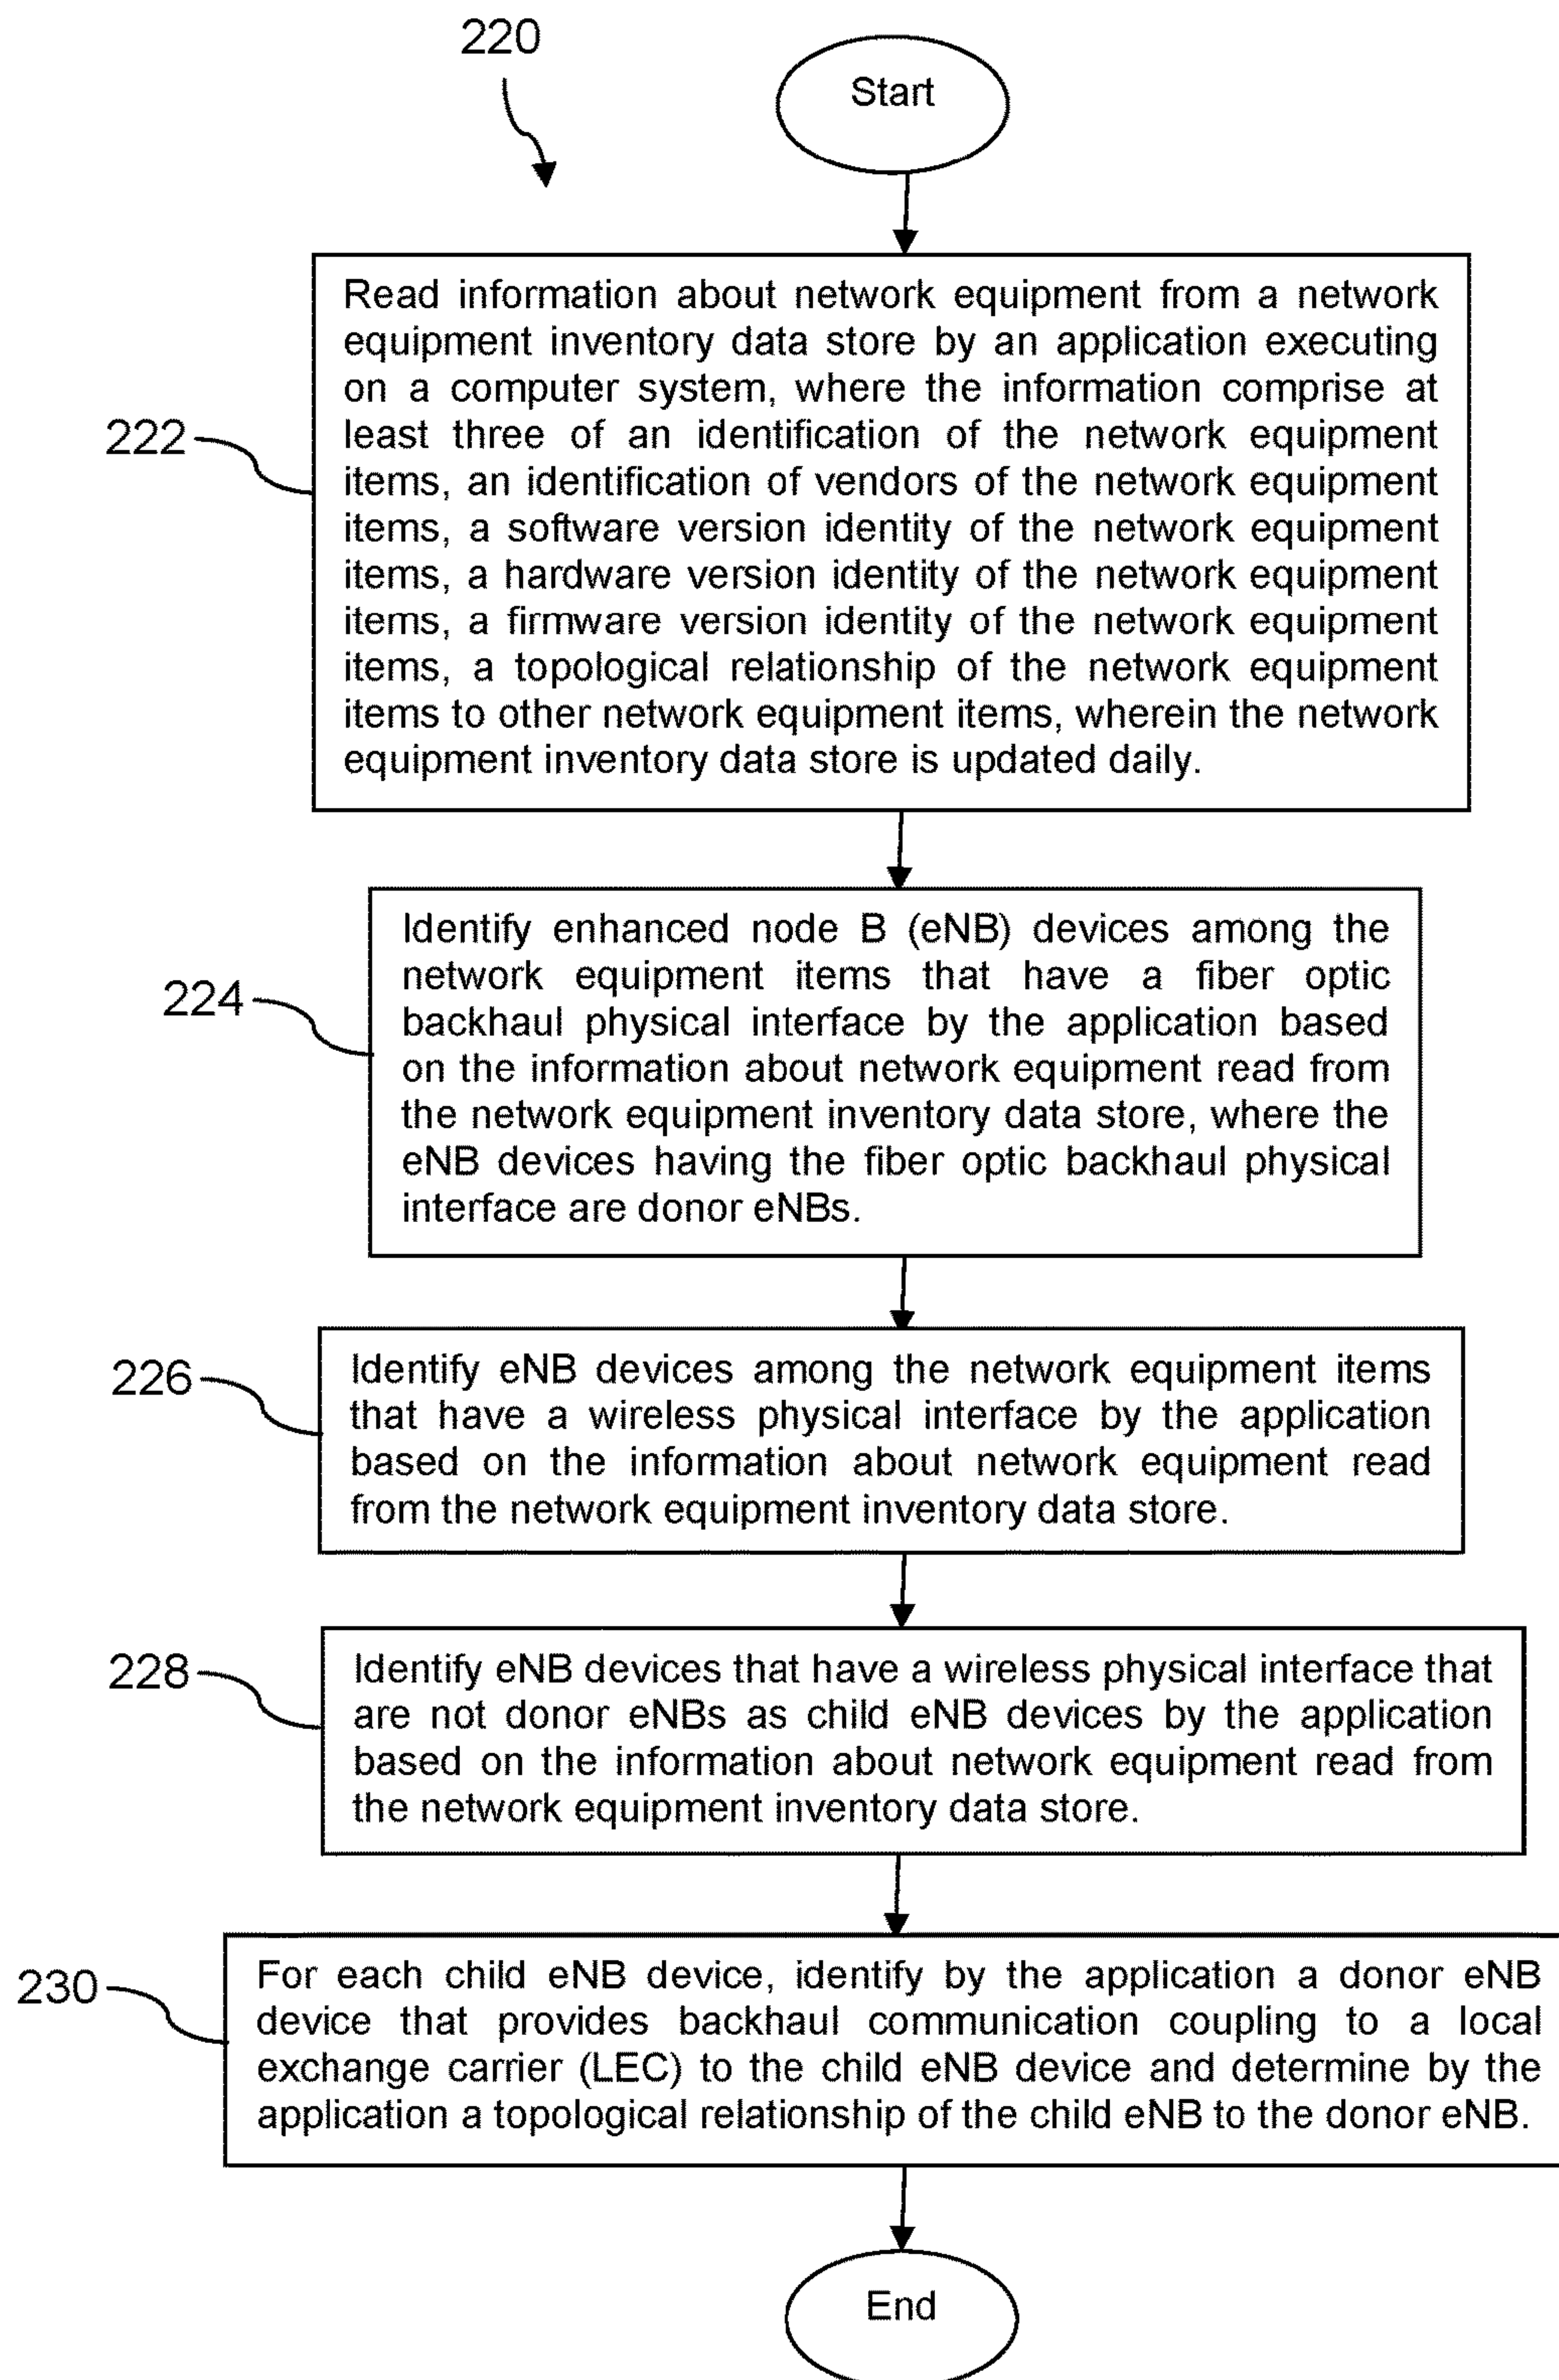 220
Start
222
Read information about network equipment from a network
equipment inventory data store by an application executing
on a computer system, where the information comprise at
least three of an identification of the network equipment
items, an identification of vendors of the network equipment
items, a software version identity of the network equipment
items, a hardware version identity of the network equipment
items, a firmware version identity of the network equipment
items, a topological relationship of the network equipment
items to other network equipment items, wherein the network
equipment inventory data store is updated daily.
224
Identify enhanced node B (eNB) devices among the
network equipment items that have a fiber optic
backhaul physical interface by the application based
on the information about network equipment read from
the network equipment inventory data store, where the
eNB devices having the fiber optic backhaul physical
interface are donor eNBs.
226
Identify eNB devices among the network equipment items
that have a wireless physical interface by the application
based on the information about network equipment read
from the network equipment inventory data store.
228
Identify eNB devices that have a wireless physical interface that
are not donor eNBs as child eNB devices by the application
based on the information about network equipment read from
the network equipment inventory data store.
230
For each child eNB device, identify by the application a donor eNB
device that provides backhaul communication coupling to a local
exchange carrier (LEC) to the child eNB device and determine by the
application a topological relationship of the child eNB to the donor eNB.
End